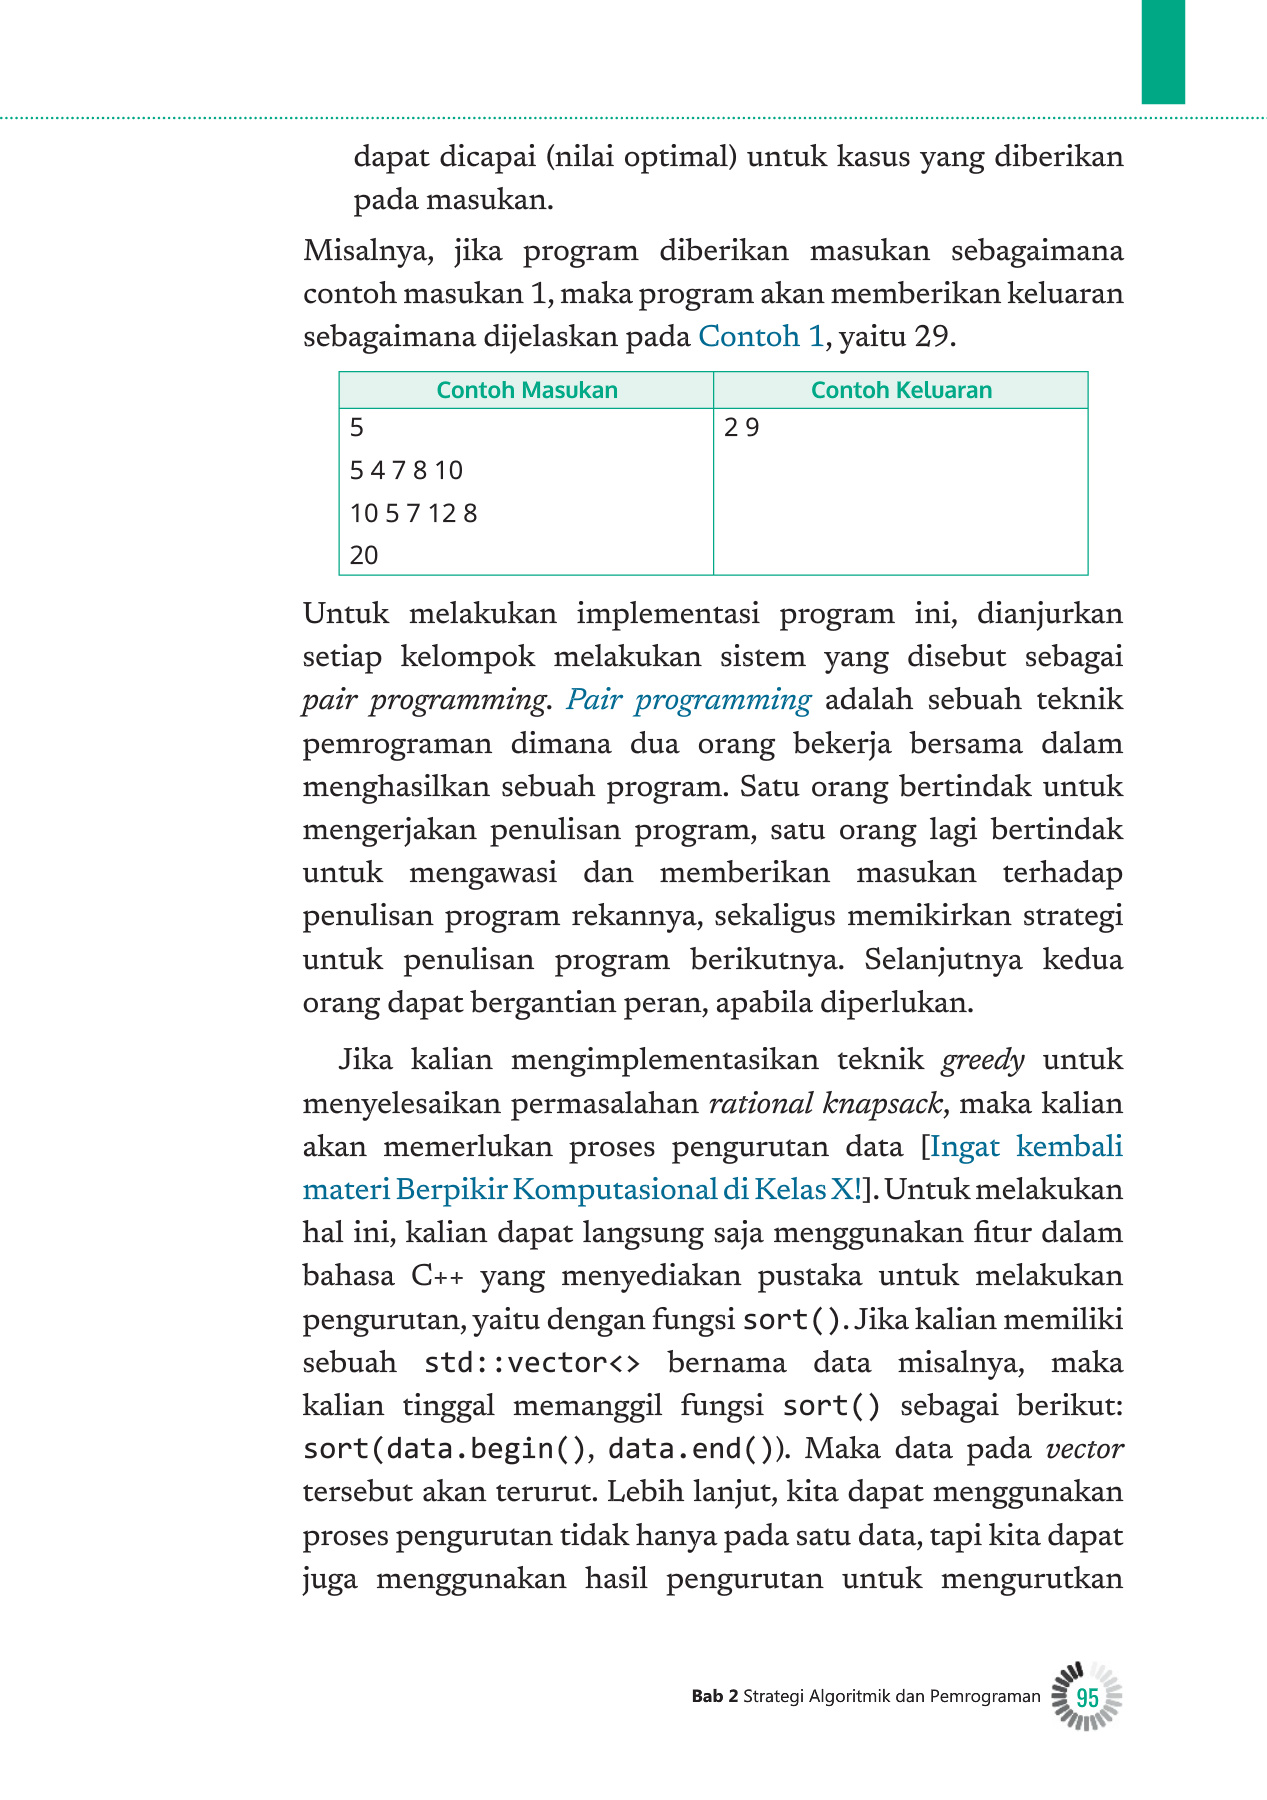 dapat dicapai (nilai optimal) untuk kasus yang diberikan
pada masukan.
Misalnya, jika program diberikan masukan sebagaimana
contoh masukan 1, maka program akan memberikan keluaran
sebagaimana dijelaskan pada Contoh 1, yaitu 29.
Contoh Masukan Contoh Keluaran
5 2 9
5 4 7 8 10
10 5 7 12 8
20
Untuk melakukan implementasi program ini, dianjurkan
setiap kelompok melakukan sistem yang disebut sebagai
pair programming. Pair programming adalah sebuah teknik
pemrograman dimana dua orang bekerja bersama dalam
menghasilkan sebuah program. Satu orang bertindak untuk
mengerjakan penulisan program, satu orang lagi bertindak
untuk mengawasi dan memberikan masukan terhadap
penulisan program rekannya, sekaligus memikirkan strategi
untuk penulisan program berikutnya. Selanjutnya kedua
orang dapat bergantian peran, apabila diperlukan.
Jika kalian mengimplementasikan teknik greedy untuk
menyelesaikan permasalahan rational knapsack, maka kalian
akan memerlukan proses pengurutan data [Ingat kembali
materi Berpikir Komputasional di Kelas X!]. Untuk melakukan
hal ini, kalian dapat langsung saja menggunakan fitur dalam
bahasa C++ yang menyediakan pustaka untuk melakukan
pengurutan, yaitu dengan fungsi sort(). Jika kalian memiliki
sebuah std::vector<> bernama data misalnya, maka
kalian tinggal memanggil fungsi sort() sebagai berikut:
sort(data.begin(), data.end()). Maka data pada vector
tersebut akan terurut. Lebih lanjut, kita dapat menggunakan
proses pengurutan tidak hanya pada satu data, tapi kita dapat
juga menggunakan hasil pengurutan untuk mengurutkan
Bab 2 Strategi Algoritmik dan Pemrograman 95